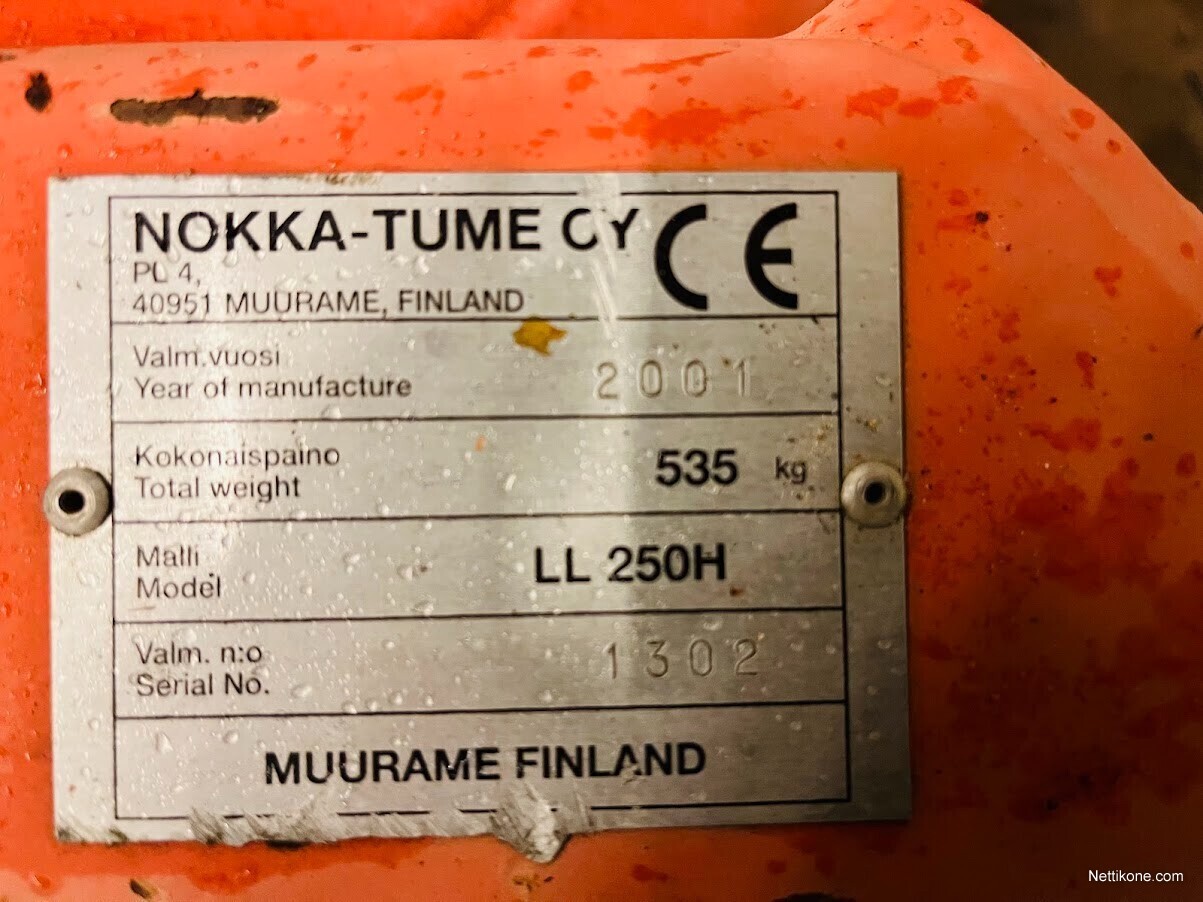 NOKKA-TUME OY
PL 4,
40951 MUURAME, FINLAND
CE
Valm.vuosi
Year of manufacture
2001
Kokonaispaino
Total weight
535 kg
Malli
Model
LL 250H
Valm. n:o
Serial No.
1302
MUURAME FINLAND
Nettikone.com